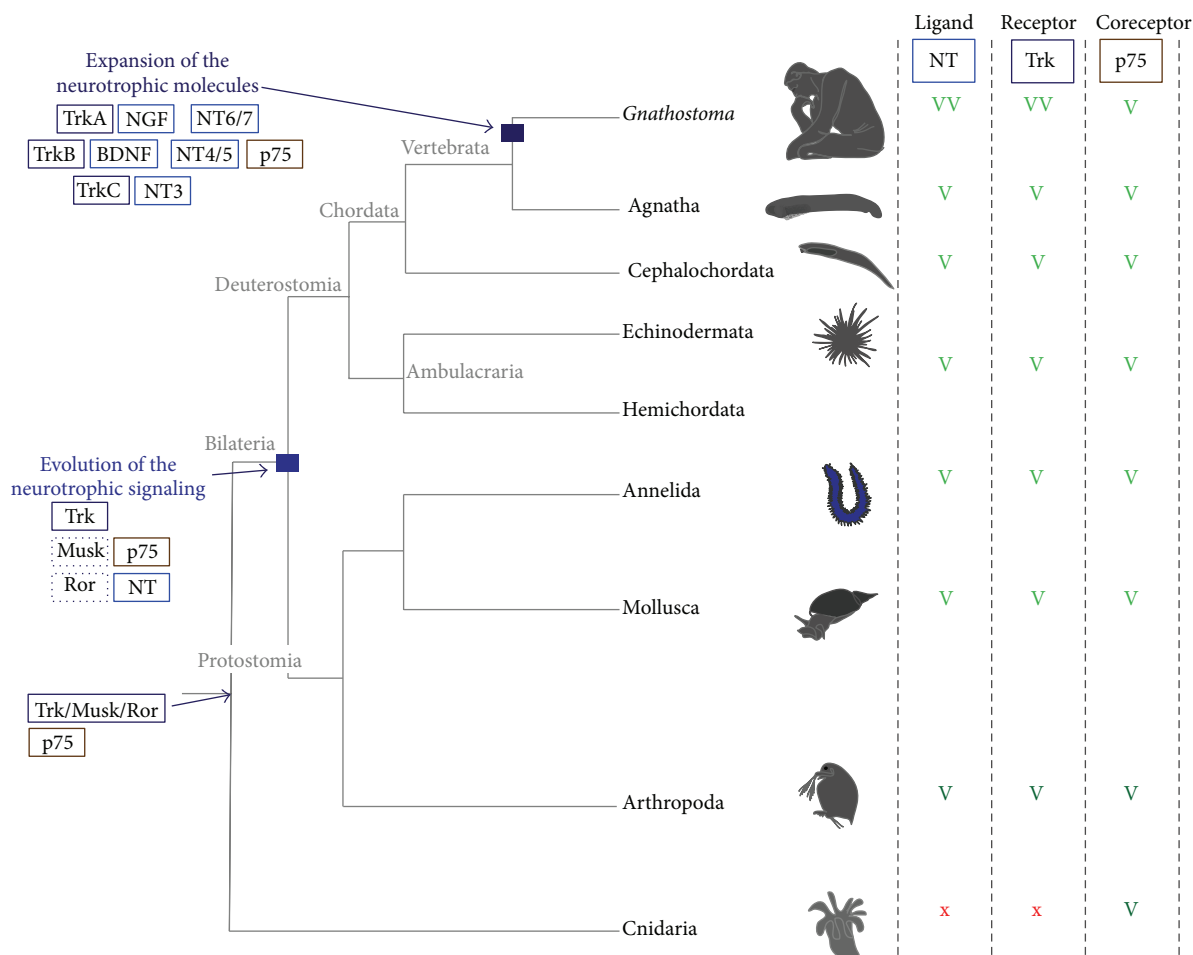 Ligand Receptor Coreceptor
NT Trk p75
Expansion of the
neurotrophic molecules
TrkA NGF NT6/7
TrkB BDNF NT4/5 p75
TrkC NT3
Gnathostoma VV VV V
Vertebrata
Agnatha V V V
Chordata
Cephalochordata V V V
Deuterostomia
Echinodermata
V V V
Ambulacraria
Hemichordata
Bilateria
Evolution of the
neurotrophic signaling
Trk
Musk p75
Ror NT
Annelida V V V
Mollusca V V V
Protostomia
Trk/Musk/Ror
p75
Arthropoda V V V
Cnidaria x x V